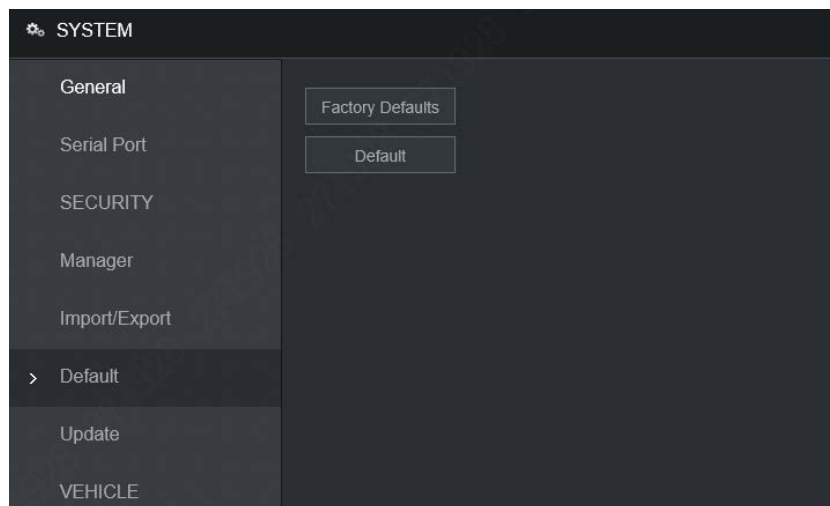 SYSTEM
General
Serial Port
SECURITY
Manager
Import/Export
Default
Update
VEHICLE
Factory Defaults
Default